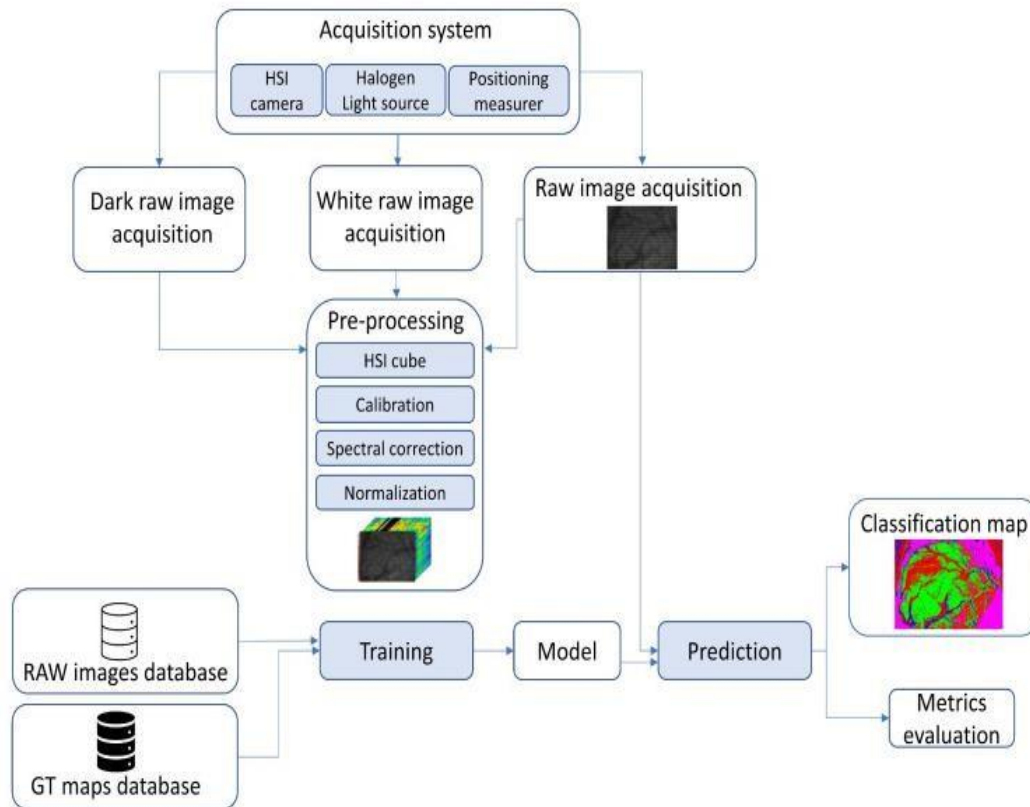 Acquisition system
HSI
camera
Halogen
Light source
Positioning
measurer
Dark raw image
acquisition
White raw image
acquisition
Raw image acquisition
Pre-processing
HSI cube
Calibration
Spectral correction
Normalization
Classification map
RAW images database
Training
Model
Prediction
GT maps database
Metrics
evaluation